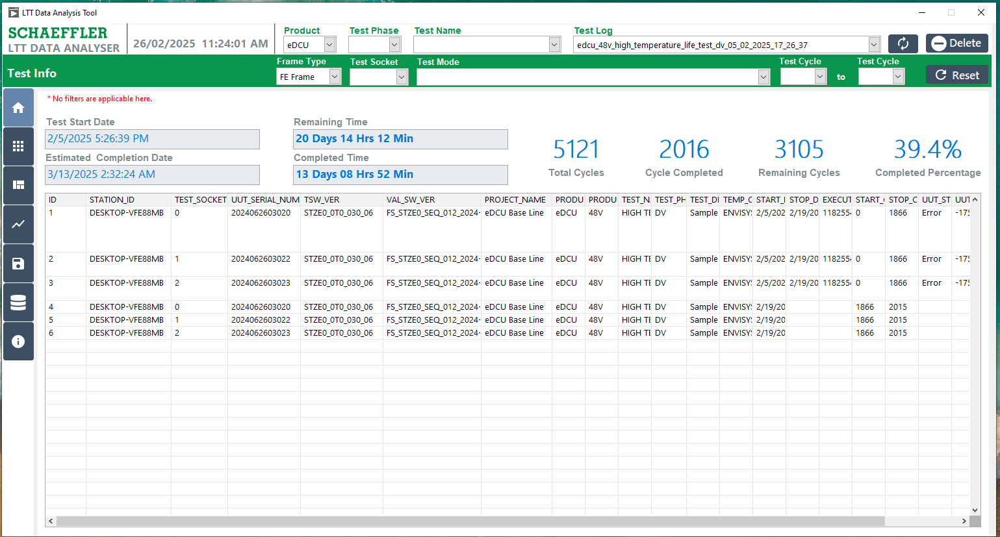 LTT Data Analysis Tool
SCHAEFFLER
LTT DATA ANALYSER
26/02/2025 11:24:01 AM
Product Test Phase Test Name Test Log
eDCU edcu_48v_high_temperature_life_test_dv_05_02_2025_17_26_37 Delete
Frame Type Test Socket Test Mode Test Cycle Test Cycle
Test Info FE Frame to Reset
* No filters are applicable here.
Test Start Date Remaining Time
2/5/2025 5:26:39 PM 20 Days 14 Hrs 12 Min 5121 2016 3105 39.4%
Estimated Completion Date Completed Time Total Cycles Cycle Completed Remaining Cycles Completed Percentage
3/13/2025 2:32:24 AM 13 Days 08 Hrs 52 Min
ID STATION_ID TEST_SOCKET UUT_SERIAL_NUM TSW_VER VAL_SW_VER PROJECT_NAME PRODU PRODU TEST_N TEST_PH TEST_DI TEMP_C START_I STOP_D EXECUT START_ STOP_C UUT_ST UUT
1 DESKTOP-VFE88MB 0 2024062603020 STZE0_0T0_030_06 FS_STZE0_SEQ_012_2024- eDCU Base Line eDCU 48V HIGH TE DV Sample ENVISY 2/5/202 2/19/20 1182554 0 1866 Error -175
2 DESKTOP-VFE88MB 1 2024062603022 STZE0_0T0_030_06 FS_STZE0_SEQ_012_2024- eDCU Base Line eDCU 48V HIGH TE DV Sample ENVISY 2/5/202 2/19/20 1182554 0 1866 Error -175
3 DESKTOP-VFE88MB 2 2024062603023 STZE0_0T0_030_06 FS_STZE0_SEQ_012_2024- eDCU Base Line eDCU 48V HIGH TE DV Sample ENVISY 2/5/202 2/19/20 1182554 0 1866 Error -175
4 DESKTOP-VFE88MB 0 2024062603020 STZE0_0T0_030_06 FS_STZE0_SEQ_012_2024- eDCU Base Line eDCU 48V HIGH TE DV Sample ENVISY 2/19/20 1866 2015
5 DESKTOP-VFE88MB 1 2024062603022 STZE0_0T0_030_06 FS_STZE0_SEQ_012_2024- eDCU Base Line eDCU 48V HIGH TE DV Sample ENVISY 2/19/20 1866 2015
6 DESKTOP-VFE88MB 2 2024062603023 STZE0_0T0_030_06 FS_STZE0_SEQ_012_2024- eDCU Base Line eDCU 48V HIGH TE DV Sample ENVISY 2/19/20 1866 2015